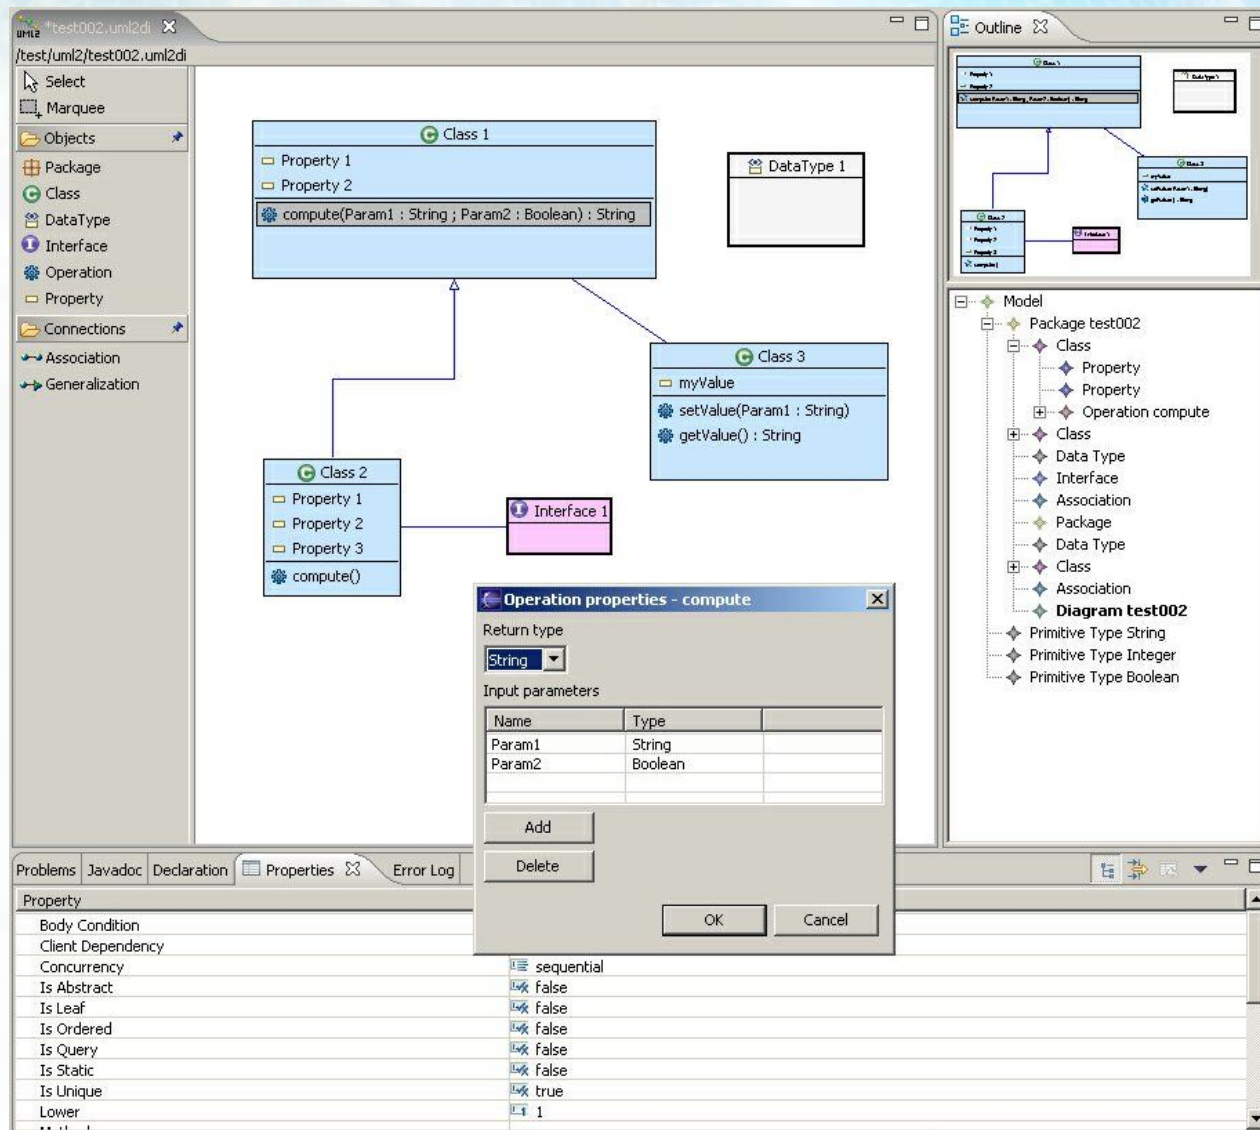 *test002.uml2di
/test/uml2/test002.uml2di
Select
Marquee
Objects
Package
Class
DataType
Interface
Operation
Property
Connections
Association
Generalization
Class 1
Property 1
Property 2
compute(Param1 : String ; Param2 : Boolean) : String
DataType 1
Class 3
myValue
setValue(Param1 : String)
getValue() : String
Class 2
Property 1
Property 2
Property 3
compute()
Interface 1
Outline
Model
Package test002
Class
Property
Property
Operation compute
Class
Data Type
Interface
Association
Package
Data Type
Class
Association
Diagram test002
Primitive Type String
Primitive Type Integer
Primitive Type Boolean
Operation properties - compute
Return type
String
Input parameters
Name Type
Param1 String
Param2 Boolean
Add
Delete
OK Cancel
Problems Javadoc Declaration Properties Error Log
Property
Body Condition
Client Dependency
Concurrency sequential
Is Abstract false
Is Leaf false
Is Ordered false
Is Query false
Is Static false
Is Unique true
Lower 1